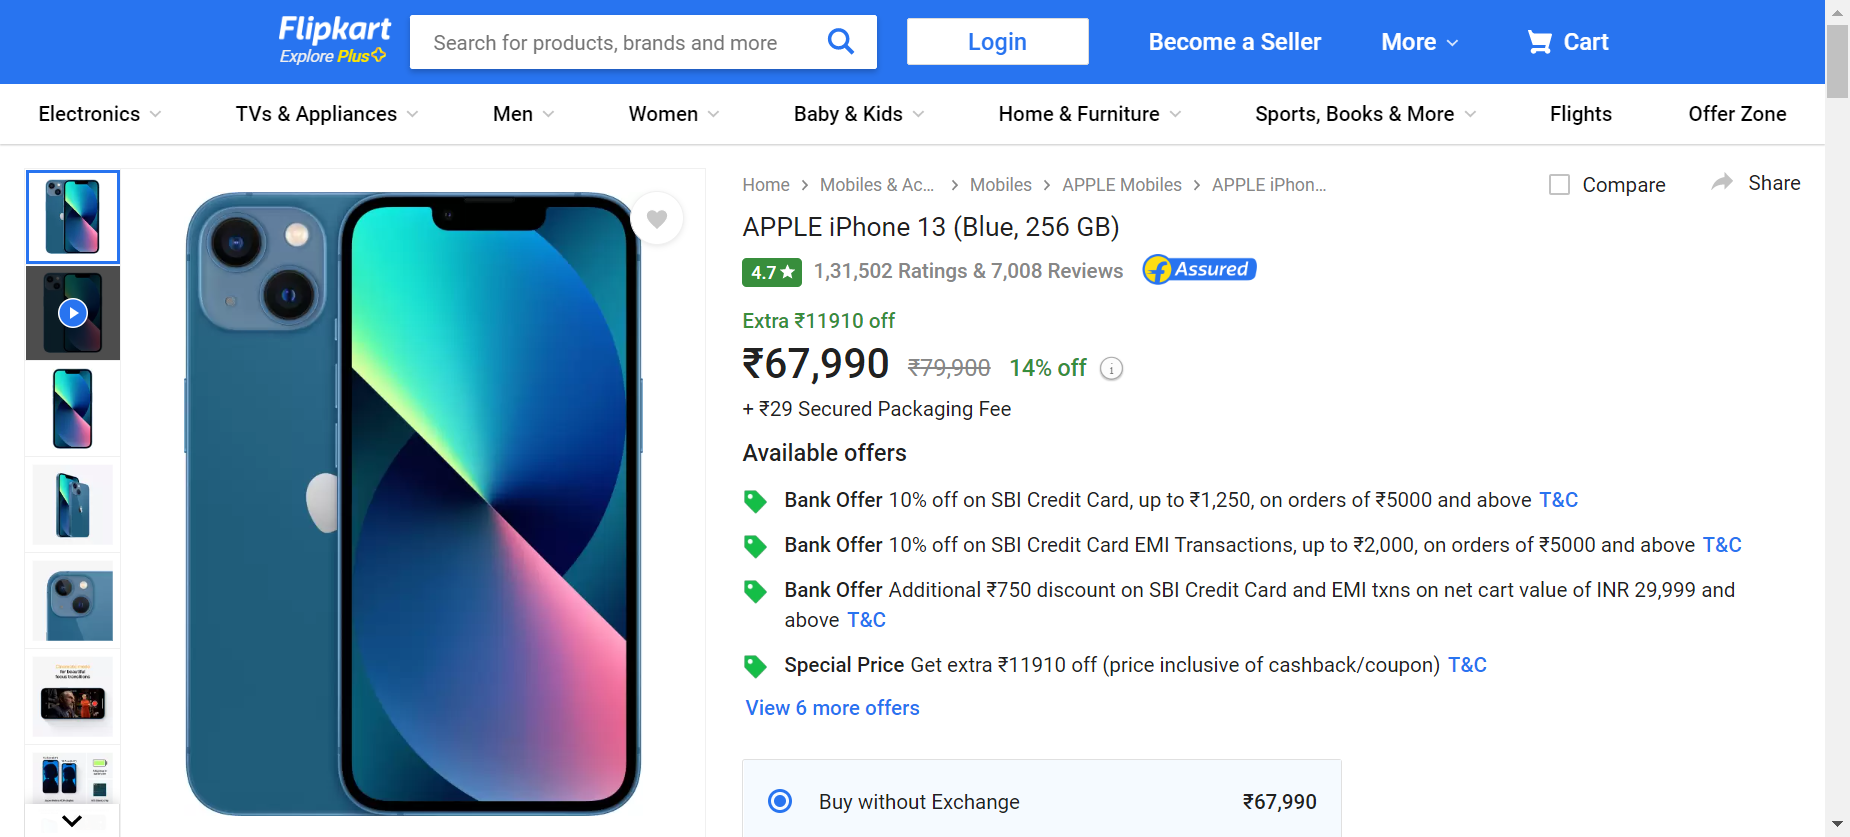 Flipkart
Explore Plus
Search for products, brands and more
Login
Become a Seller
More
Cart
Electronics
TVs & Appliances
Men
Women
Baby & Kids
Home & Furniture
Sports, Books & More
Flights
Offer Zone
Home
Mobiles & Ac...
Mobiles
APPLE Mobiles
APPLE iPhon...
Compare
Share
APPLE iPhone 13 (Blue, 256 GB)
4.7★
1,31,502 Ratings & 7,008 Reviews
Assured
Extra ₹11910 off
₹67,990 ₹79,900 14% off
+ ₹29 Secured Packaging Fee
Available offers
Bank Offer 10% off on SBI Credit Card, up to ₹1,250, on orders of ₹5000 and above T&C
Bank Offer 10% off on SBI Credit Card EMI Transactions, up to ₹2,000, on orders of ₹5000 and above T&C
Bank Offer Additional ₹750 discount on SBI Credit Card and EMI txns on net cart value of INR 29,999 and
above T&C
Special Price Get extra ₹11910 off (price inclusive of cashback/coupon) T&C
View 6 more offers
Buy without Exchange
₹67,990
for beautiful
focus transitions